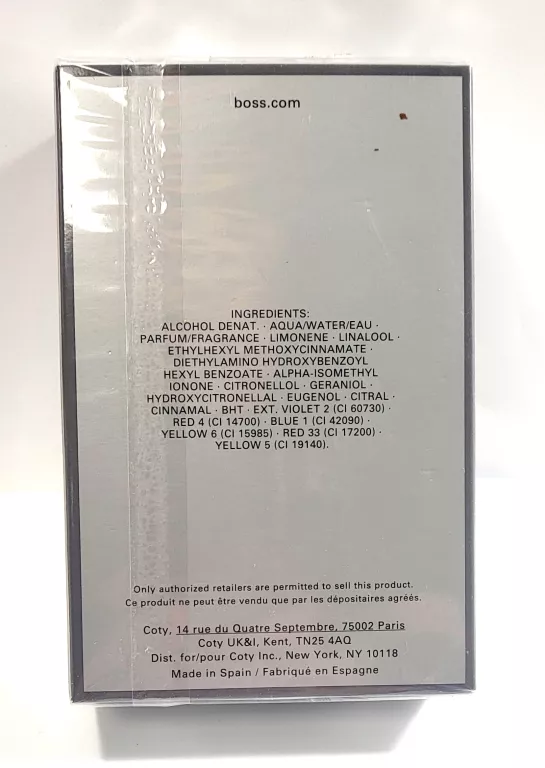 boss.com
INGREDIENTS:
ALCOHOL DENAT. · AQUA/WATER/EAU ·
PARFUM/FRAGRANCE · LIMONENE · LINALOOL ·
ETHYLHEXYL METHOXYCINNAMATE ·
DIETHYLAMINO HYDROXYBENZOYL
HEXYL BENZOATE · ALPHA-ISOMETHYL
IONONE · CITRONELLOL · GERANIOL ·
HYDROXYCITRONELLAL · EUGENOL · CITRAL ·
CINNAMAL · BHT · EXT. VIOLET 2 (CI 60730) ·
RED 4 (CI 14700) · BLUE 1 (CI 42090) ·
YELLOW 6 (CI 15985) · RED 33 (CI 17200) ·
YELLOW 5 (CI 19140).
Only authorized retailers are permitted to sell this product.
Ce produit ne peut être vendu que par les dépositaires agréés.
Coty, 14 rue du Quatre Septembre, 75002 Paris
Coty UK&I, Kent, TN25 4AQ
Dist. for/pour Coty Inc., New York, NY 10118
Made in Spain / Fabriqué en Espagne